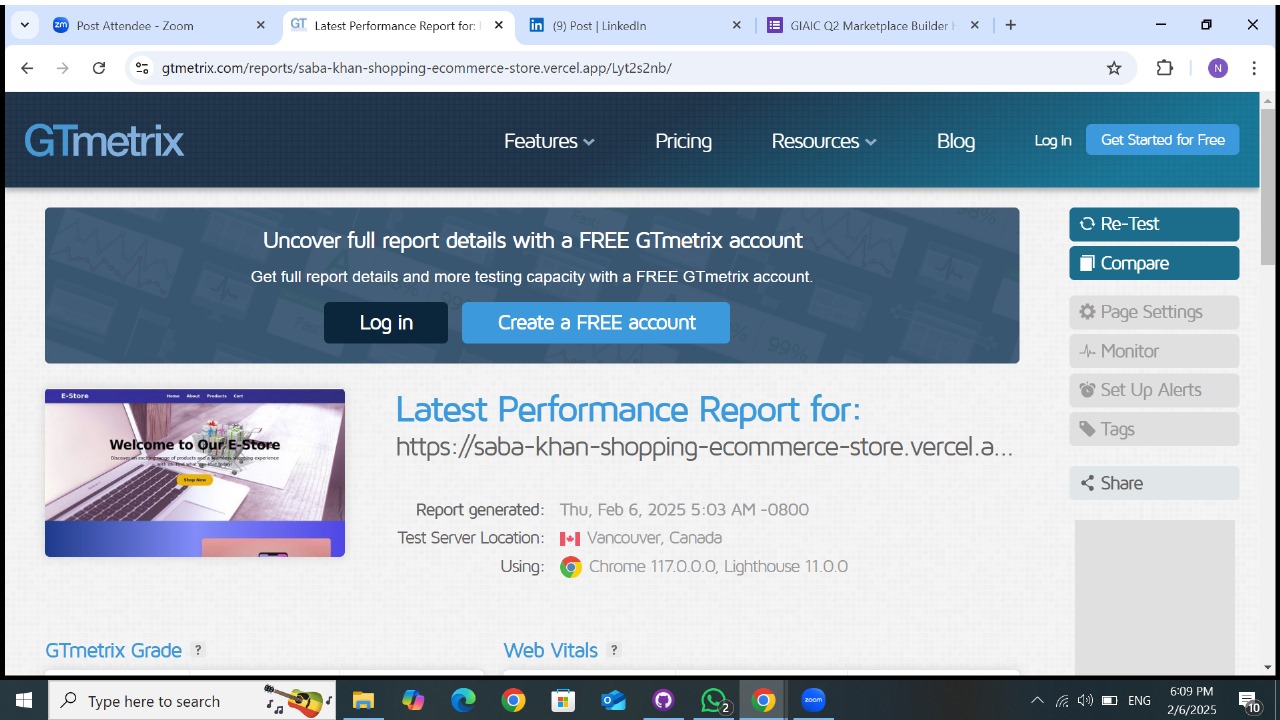 Post Attendee - Zoom
Latest Performance Report for:
(9) Post | LinkedIn
GIAIC Q2 Marketplace Builder
gtmetrix.com/reports/saba-khan-shopping-ecommerce-store.vercel.app/Lyt2s2nb/
N
GTmetrix
Features
Pricing
Resources
Blog
Log In
Get Started for Free
Uncover full report details with a FREE GTmetrix account
Get full report details and more testing capacity with a FREE GTmetrix account.
Log in
Create a FREE account
Re-Test
Compare
Page Settings
Monitor
Set Up Alerts
Tags
Share
E-Store
Home About Products Cart
Welcome to Our E-Store
Shop Now
Latest Performance Report for:
https://saba-khan-shopping-ecommerce-store.vercel.a...
Report generated: Thu, Feb 6, 2025 5:03 AM -0800
Test Server Location: Vancouver, Canada
Using: Chrome 117.0.0.0, Lighthouse 11.0.0
GTmetrix Grade ?
Web Vitals ?
Type here to search
2
zoom
ENG
6:09 PM
2/6/2025
10